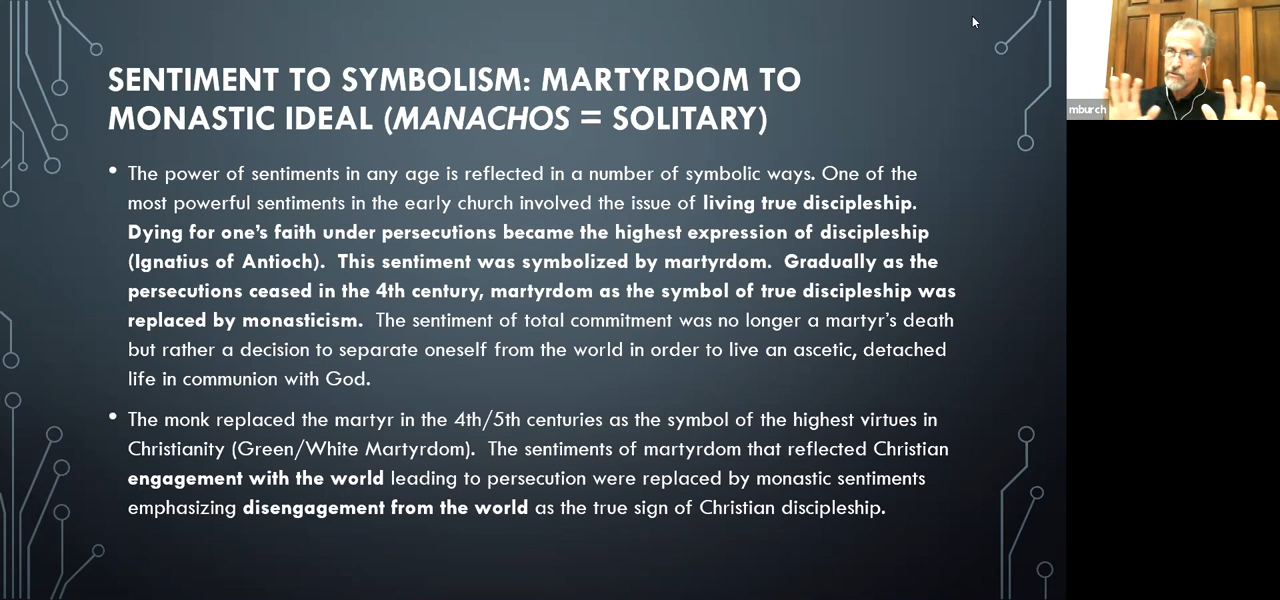 SENTIMENT TO SYMBOLISM: MARTYRDOM TO
MONASTIC IDEAL (MANACHOS = SOLITARY)
• The power of sentiments in any age is reflected in a number of symbolic ways. One of the
most powerful sentiments in the early church involved the issue of living true discipleship.
Dying for one's faith under persecutions became the highest expression of discipleship
(Ignatius of Antioch). This sentiment was symbolized by martyrdom. Gradually as the
persecutions ceased in the 4th century, martyrdom as the symbol of true discipleship was
replaced by monasticism. The sentiment of total commitment was no longer a martyr's death
but rather a decision to separate oneself from the world in order to live an ascetic, detached
life in communion with God.
• The monk replaced the martyr in the 4th/5th centuries as the symbol of the highest virtues in
Christianity (Green/White Martyrdom). The sentiments of martyrdom that reflected Christian
engagement with the world leading to persecution were replaced by monastic sentiments
emphasizing disengagement from the world as the true sign of Christian discipleship.
mburch